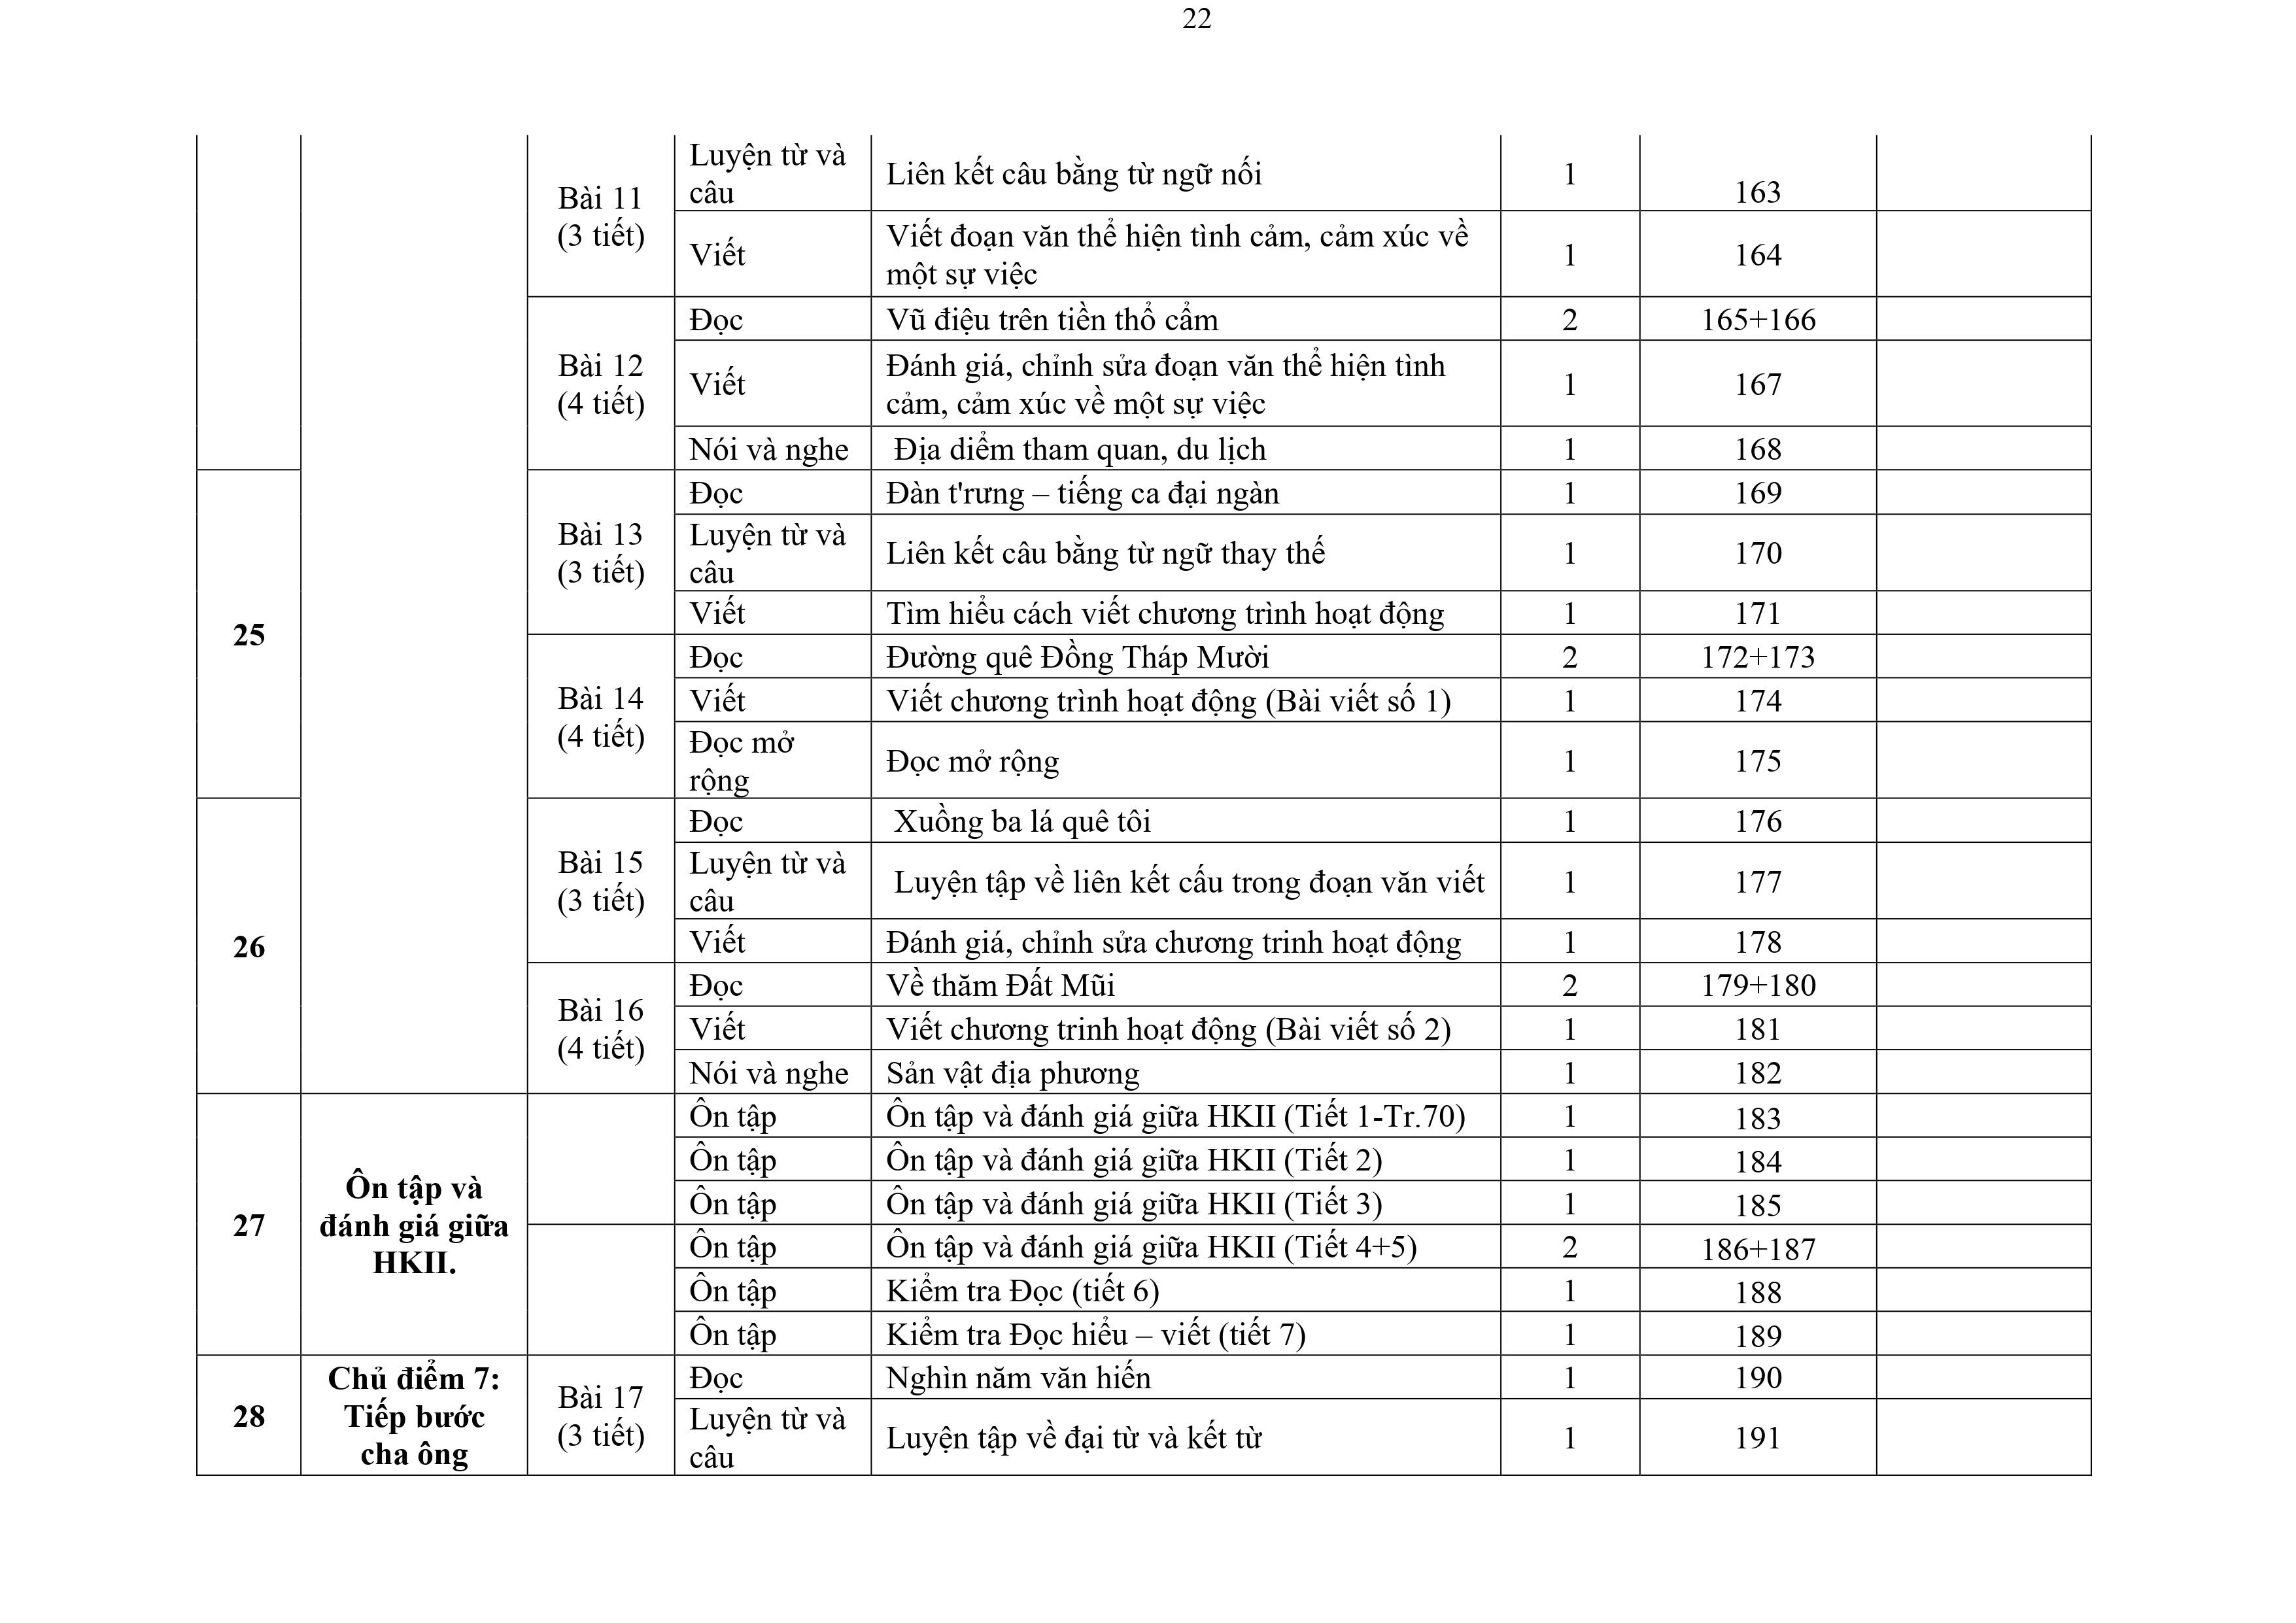 22
Luyện từ và
câu
Liên kết câu bằng từ ngữ nối
1
163
Bài 11
(3 tiết)
Viết
Viết đoạn văn thể hiện tình cảm, cảm xúc về
một sự việc
1
164
Bài 12
(4 tiết)
Đọc
Vũ điệu trên tiền thổ cẩm
2
165+166
Viết
Đánh giá, chỉnh sửa đoạn văn thể hiện tình
cảm, cảm xúc về một sự việc
1
167
Nói và nghe
Địa diểm tham quan, du lịch
1
168
25
Bài 13
(3 tiết)
Đọc
Đàn t'rưng – tiếng ca đại ngàn
1
169
Luyện từ và
câu
Liên kết câu bằng từ ngữ thay thế
1
170
Viết
Tìm hiểu cách viết chương trình hoạt động
1
171
Bài 14
(4 tiết)
Đọc
Đường quê Đồng Tháp Mười
2
172+173
Viết
Viết chương trình hoạt động (Bài viết số 1)
1
174
Đọc mở
rộng
Đọc mở rộng
1
175
26
Bài 15
(3 tiết)
Đọc
Xuồng ba lá quê tôi
1
176
Luyện từ và
câu
Luyện tập về liên kết cấu trong đoạn văn viết
1
177
Viết
Đánh giá, chỉnh sửa chương trinh hoạt động
1
178
Bài 16
(4 tiết)
Đọc
Về thăm Đất Mũi
2
179+180
Viết
Viết chương trinh hoạt động (Bài viết số 2)
1
181
Nói và nghe
Sản vật địa phương
1
182
27
Ôn tập và
đánh giá giữa
HKII.
Ôn tập
Ôn tập và đánh giá giữa HKII (Tiết 1-Tr.70)
1
183
Ôn tập
Ôn tập và đánh giá giữa HKII (Tiết 2)
1
184
Ôn tập
Ôn tập và đánh giá giữa HKII (Tiết 3)
1
185
Ôn tập
Ôn tập và đánh giá giữa HKII (Tiết 4+5)
2
186+187
Ôn tập
Kiểm tra Đọc (tiết 6)
1
188
Ôn tập
Kiểm tra Đọc hiểu – viết (tiết 7)
1
189
28
Chủ điểm 7:
Tiếp bước
cha ông
Bài 17
(3 tiết)
Đọc
Nghìn năm văn hiến
1
190
Luyện từ và
câu
Luyện tập về đại từ và kết từ
1
191